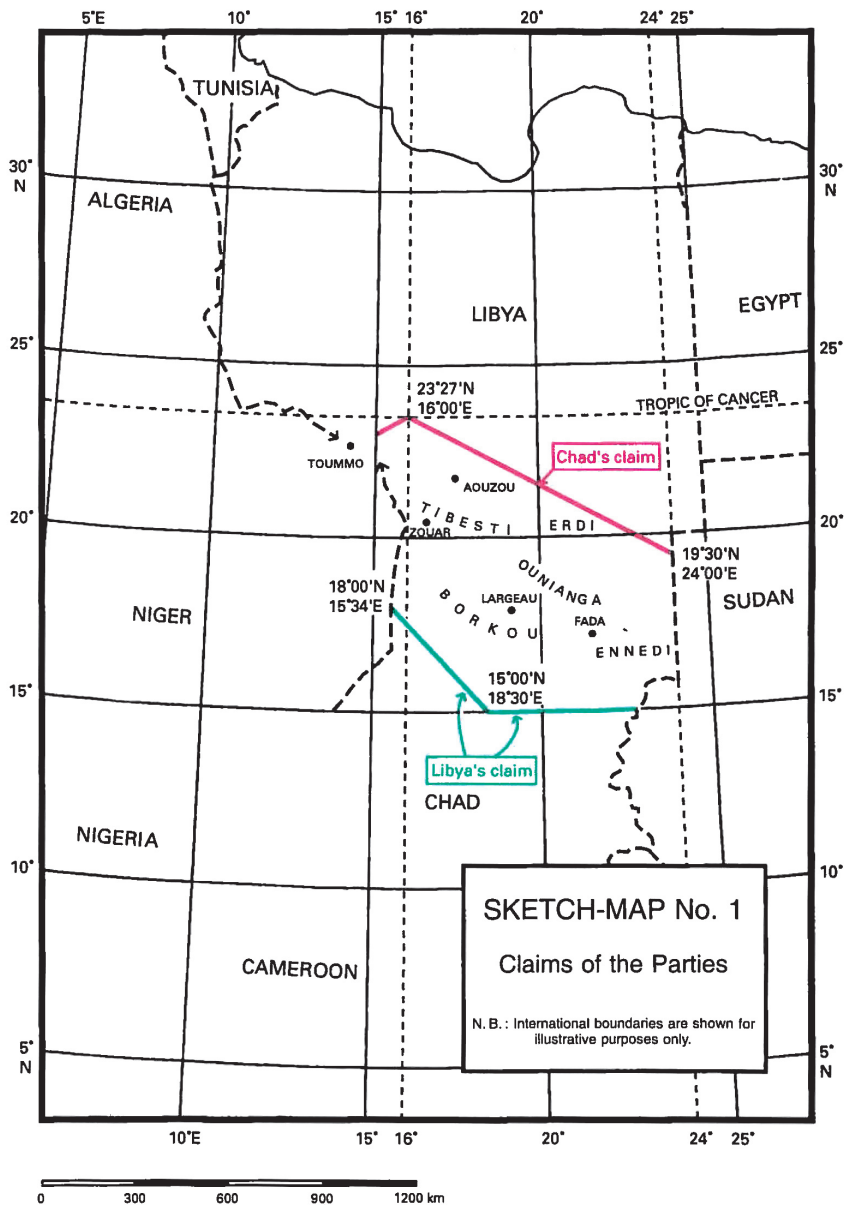 5°E 10° 15° 16° 20° 24° 25°
TUNISIA
30°
N
30°
N
ALGERIA
LIBYA
EGYPT
25°
25°
23°27'N
16°00'E
TROPIC OF CANCER
TOUMMO
Chad's claim
AOUZOU
20°
20°
TIBESTI
ERDI
ZOUAR
19°30'N
24°00'E
18°00'N
15°34'E
OUNIANGA
LARGEAU
BORKOU
FADA
ENNEDI
NIGER
SUDAN
15°
15°
15°00'N
18°30'E
Libya's claim
CHAD
NIGERIA
10°
10°
SKETCH-MAP No. 1
Claims of the Parties
N.B.: International boundaries are shown for
illustrative purposes only.
CAMEROON
5°
N
5°
N
10°E 15° 16° 20° 24° 25°
0 300 600 900 1200 km